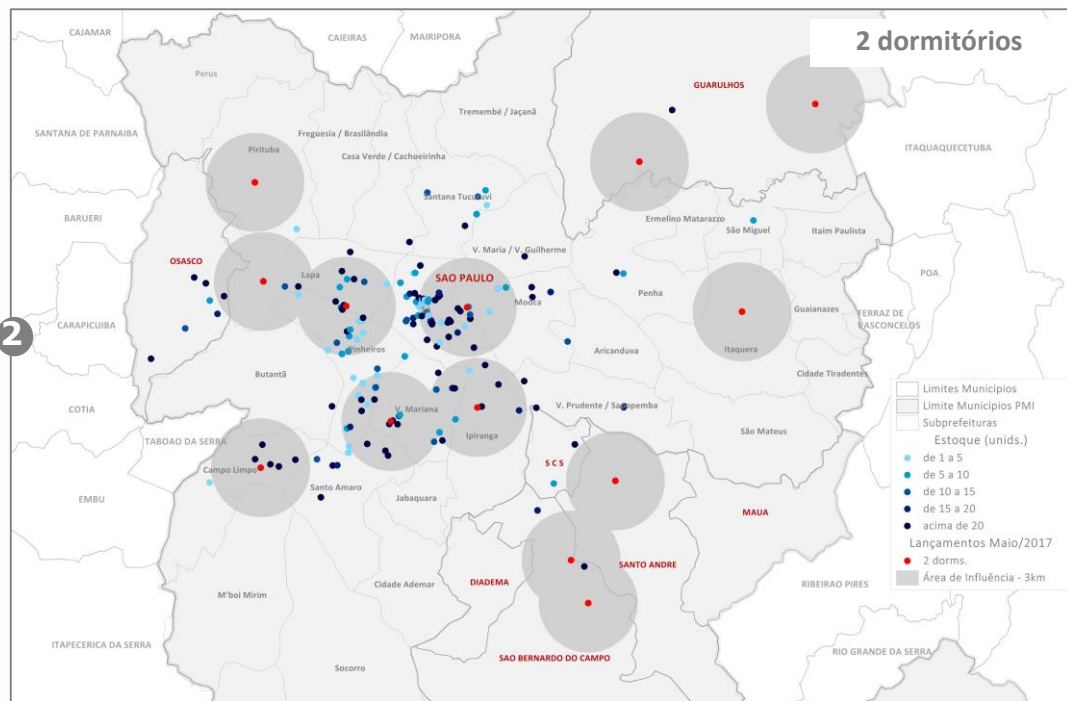 2 dormitórios
CAJAMAR
CAIEIRAS
MAIRIPORA
Perus
GUARULHOS
Tremembé / Jaçanã
SANTANA DE PARNAIBA
Freguesia / Brasilândia
Pirituba
Casa Verde / Cachoeirinha
ITAQUAQUECETUBA
Santana Tucuruvi
BARUERI
Ermelino Matarazzo
São Miguel
Itaim Paulista
V. Maria / V. Guilherme
OSASCO
Lapa
SAO PAULO
POA
Penha
Mooca
Guaianazes
FERRAZ DE
VASCONCELOS
CARAPICUIBA
2
Pinheiros
Aricanduva
Itaquera
Butantã
Cidade Tiradentes
COTIA
V. Mariana
V. Prudente / Sapopemba
TABOAO DA SERRA
Ipiranga
São Mateus
Campo Limpo
S C S
Santo Amaro
EMBU
Jabaquara
MAUA
Limites Municipios
Limite Municipios PMI
Subprefeituras
Estoque (unids.)
de 1 a 5
de 5 a 10
de 10 a 15
de 15 a 20
acima de 20
Lançamentos Maio/2017
2 dorms.
Área de Influência - 3km
SANTO ANDRE
DIADEMA
Cidade Ademar
RIBEIRAO PIRES
M'boi Mirim
ITAPECERICA DA SERRA
RIO GRANDE DA SERRA
SAO BERNARDO DO CAMPO
Socorro